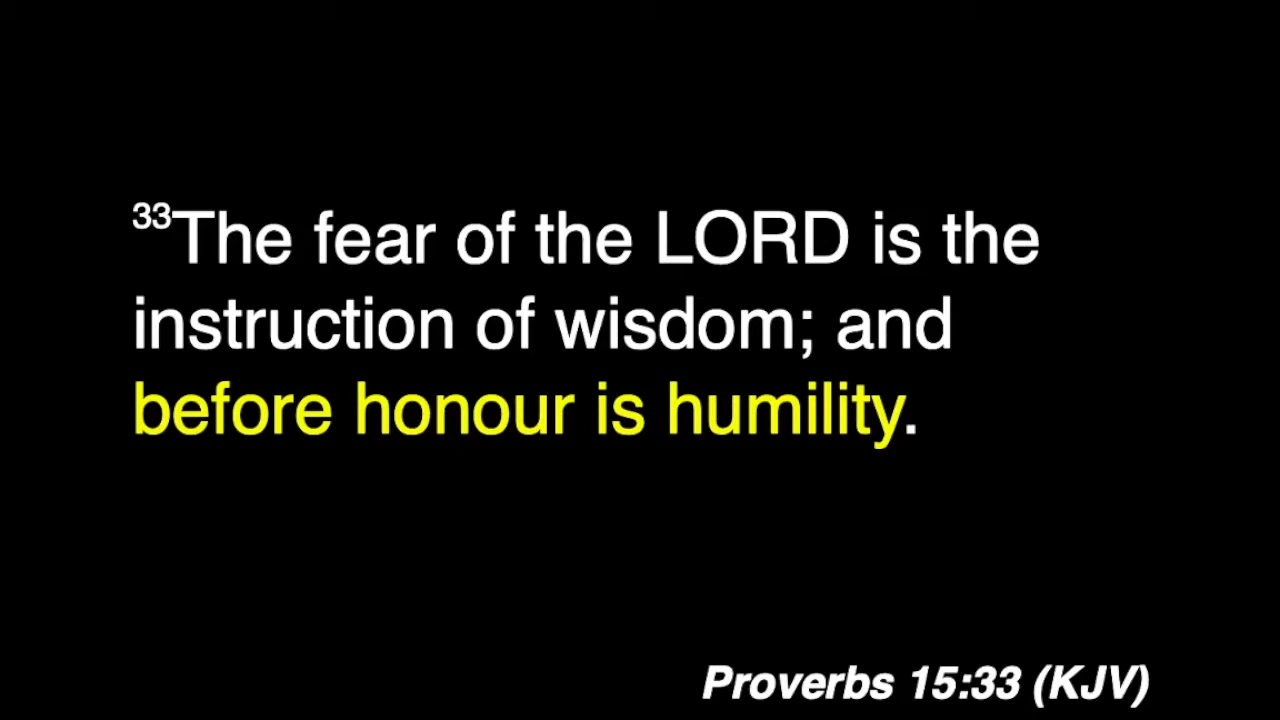 33The fear of the LORD is the
instruction of wisdom; and
before honour is humility.
Proverbs 15:33 (KJV)